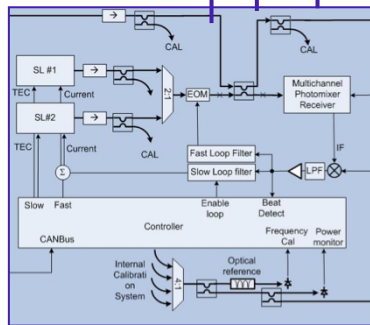 CAL
CAL
SL #1
TEC
Current
SL#2
TEC
Current
CAL
2:1
EOM
Multichannel
Photomixer
Receiver
IF
Fast Loop Filter
Slow Loop filter
LPF
Σ
Slow
Fast
Enable
loop
Beat
Detect
Controller
Frequency
Cal
Power
monitor
CANBus
Internal
Calibrati
on
System
4:1
Optical
reference